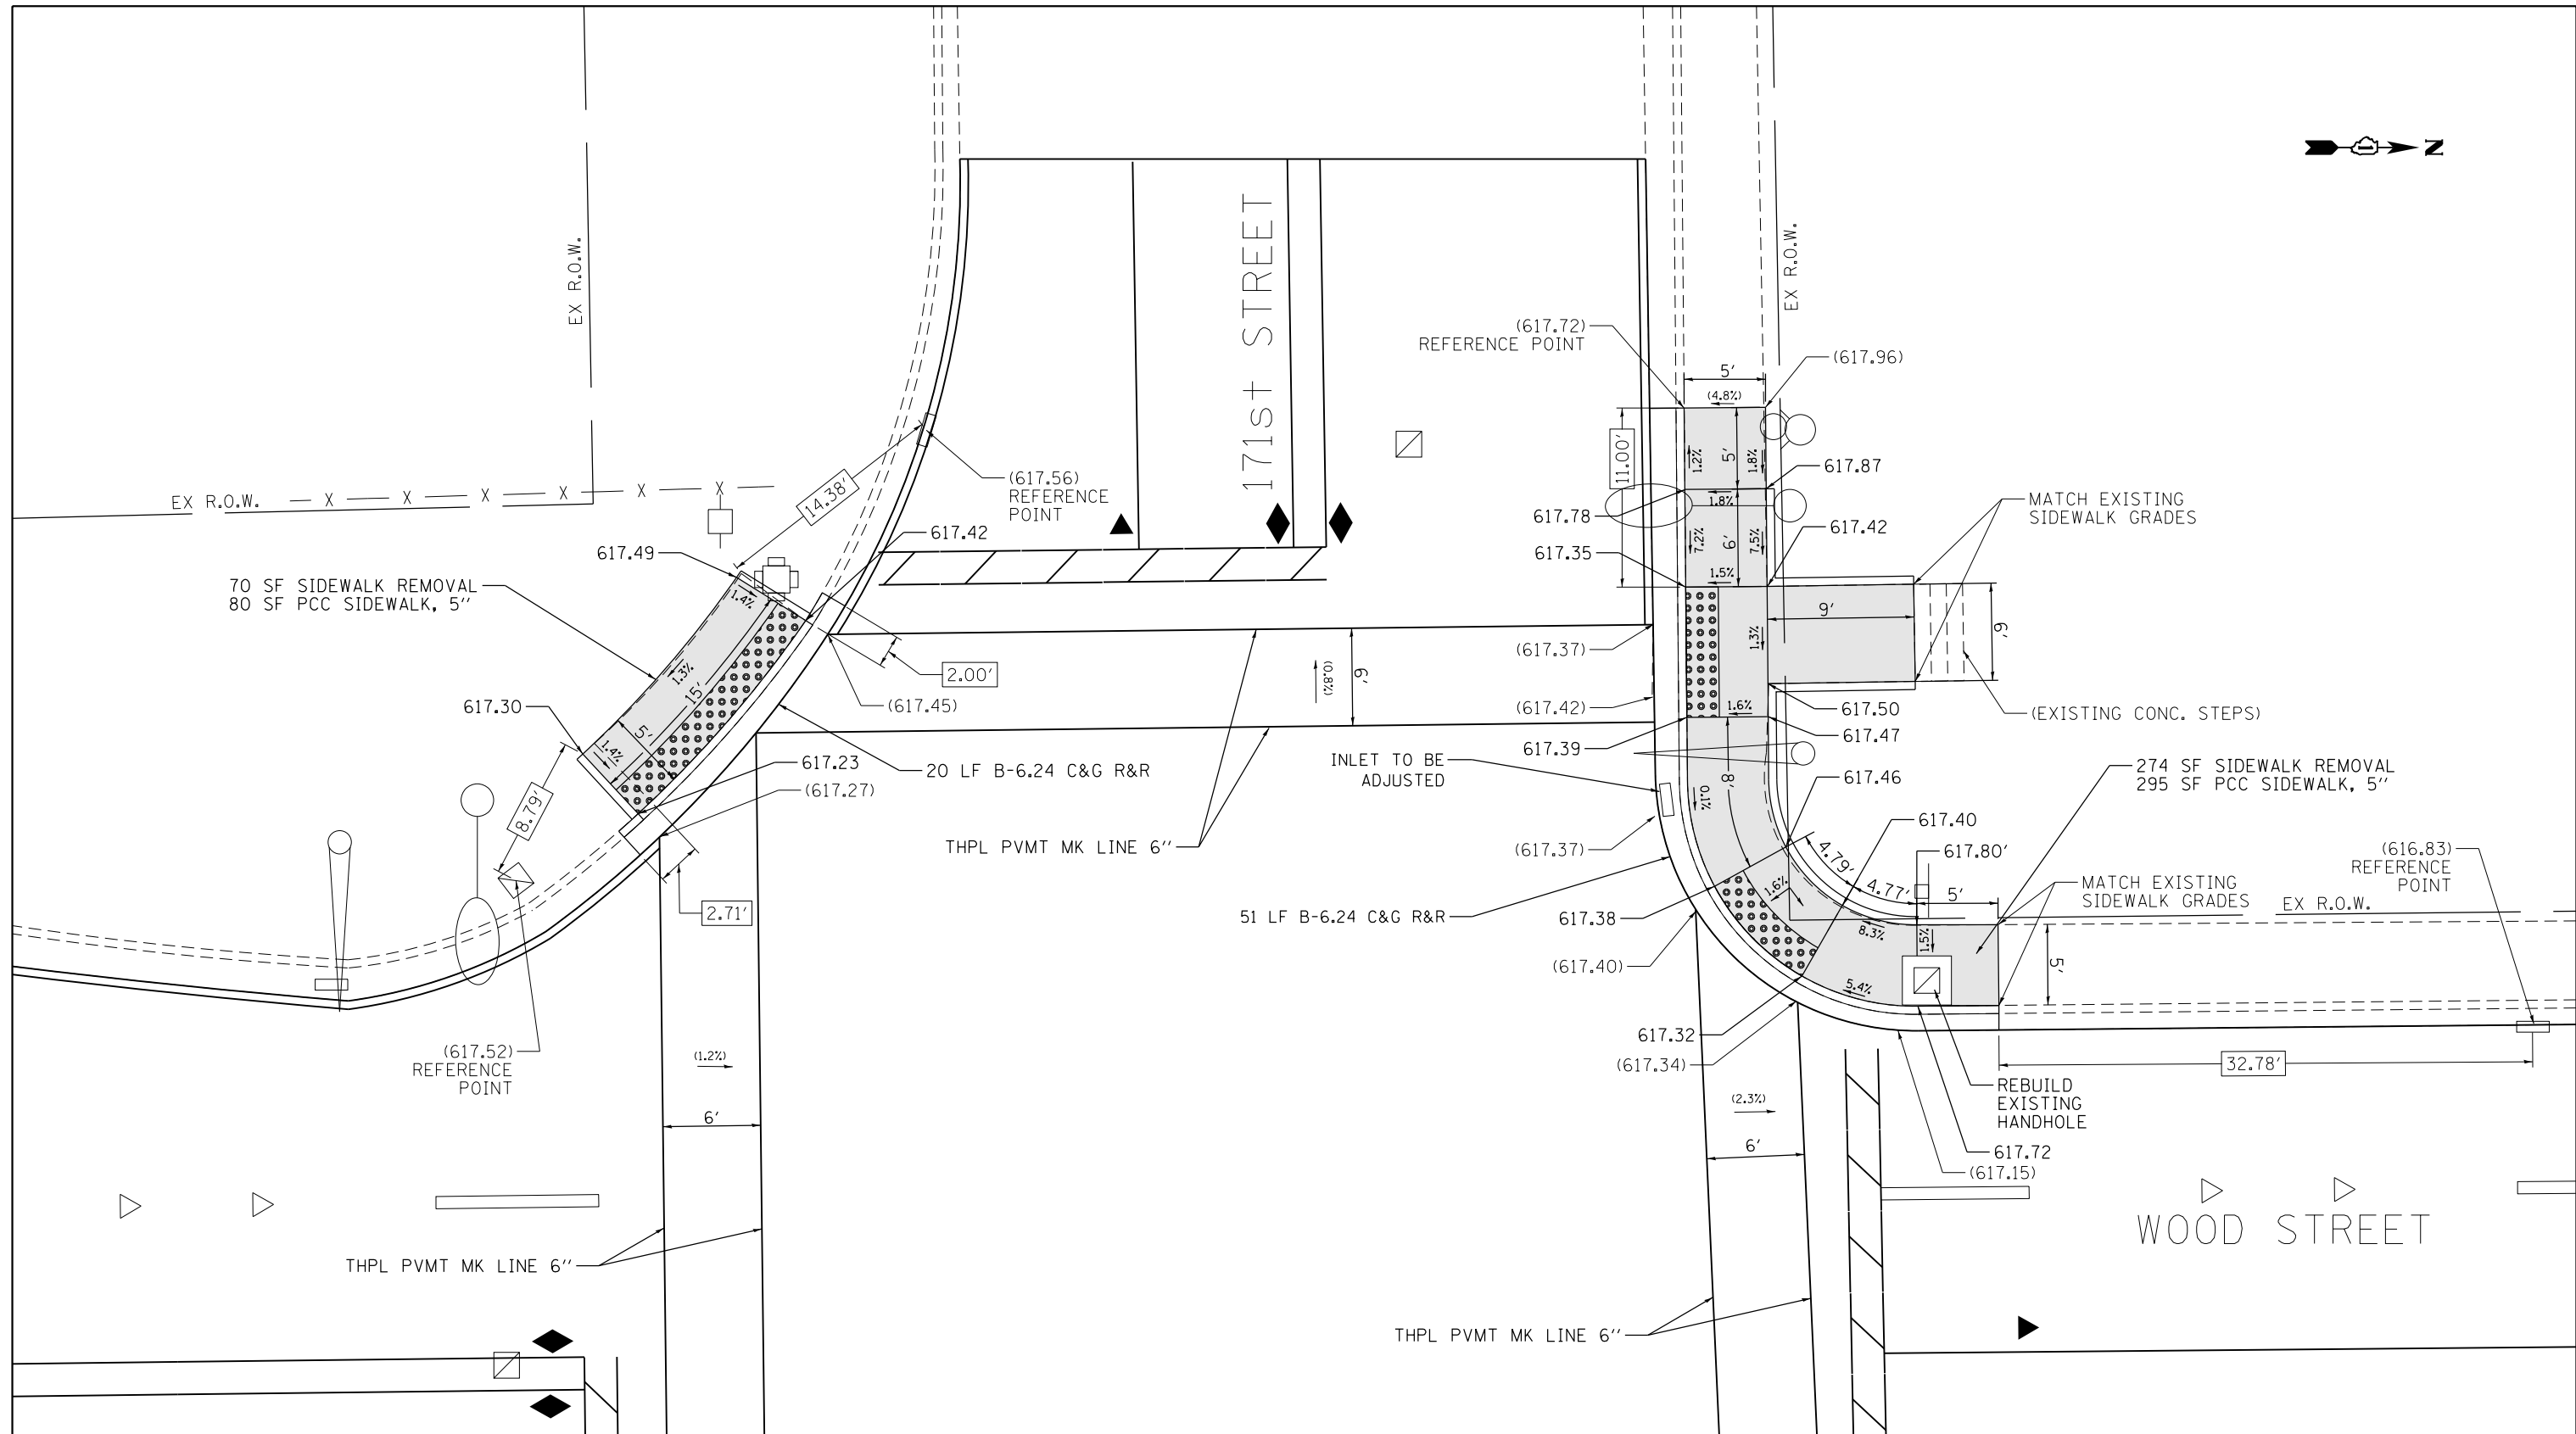 N
EX R.O.W.
EX R.O.W.
171st STREET
(617.72)
REFERENCE POINT
(617.96)
5'
(4.8%)
11.00'
1.2%
5'
1.8%
617.87
617.78
1.8%
MATCH EXISTING
SIDEWALK GRADES
617.42
617.35
7.2%
6'
7.5%
1.5%
EX R.O.W.
X X X X X X
14.38'
(617.56)
REFERENCE
POINT
617.42
617.49
70 SF SIDEWALK REMOVAL
80 SF PCC SIDEWALK, 5"
1.4%
1.3%
15'
2.00'
(617.45)
617.30
5'
1.4%
617.23
(617.27)
20 LF B-6.24 C&G R&R
8.79'
2.71'
(617.52)
REFERENCE
POINT
(0.8%)
6'
(617.37)
(617.42)
1.3%
9'
6'
(EXISTING CONC. STEPS)
617.50
1.6%
617.47
617.39
INLET TO BE
ADJUSTED
617.46
274 SF SIDEWALK REMOVAL
295 SF PCC SIDEWALK, 5"
8'
0.1%
THPL PVMT MK LINE 6"
(617.37)
617.40
617.80'
4.79'
4.77'
5'
(616.83)
REFERENCE
POINT
MATCH EXISTING
SIDEWALK GRADES
EX R.O.W.
51 LF B-6.24 C&G R&R
617.38
1.6%
8.3%
1.5%
5'
(617.40)
5.4%
617.32
(617.34)
32.78'
REBUILD
EXISTING
HANDHOLE
617.72
(617.15)
(1.2%)
6'
(2.3%)
6'
WOOD STREET
THPL PVMT MK LINE 6"
THPL PVMT MK LINE 6"